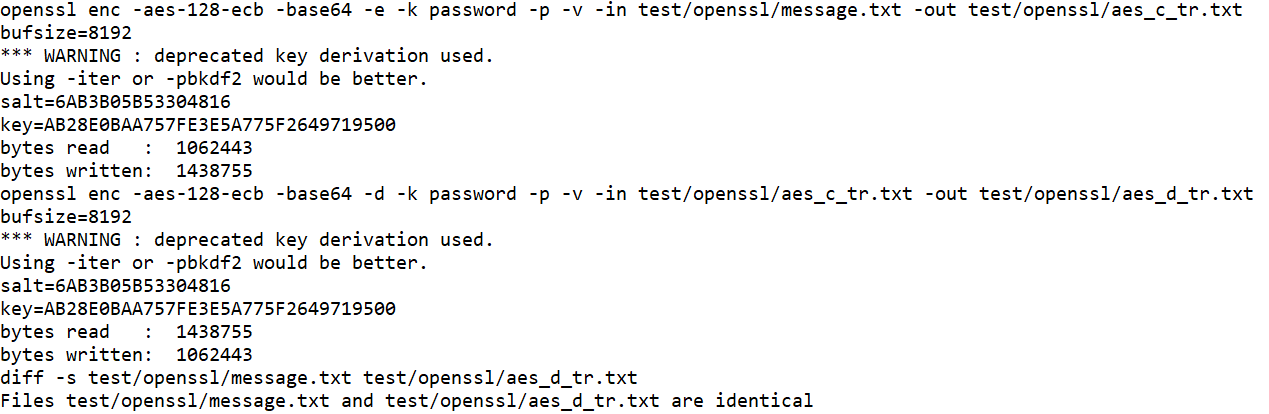 openssl enc -aes-128-ecb -base64 -e -k password -p -v -in test/openssl/message.txt -out test/openssl/aes_c_tr.txt
bufsize=8192
*** WARNING : deprecated key derivation used.
Using -iter or -pbkdf2 would be better.
salt=6AB3B05B53304816
key=AB28E0BAA757FE3E5A775F2649719500
bytes read   :  1062443
bytes written:  1438755
openssl enc -aes-128-ecb -base64 -d -k password -p -v -in test/openssl/aes_c_tr.txt -out test/openssl/aes_d_tr.txt
bufsize=8192
*** WARNING : deprecated key derivation used.
Using -iter or -pbkdf2 would be better.
salt=6AB3B05B53304816
key=AB28E0BAA757FE3E5A775F2649719500
bytes read   :  1438755
bytes written:  1062443
diff -s test/openssl/message.txt test/openssl/aes_d_tr.txt
Files test/openssl/message.txt and test/openssl/aes_d_tr.txt are identical